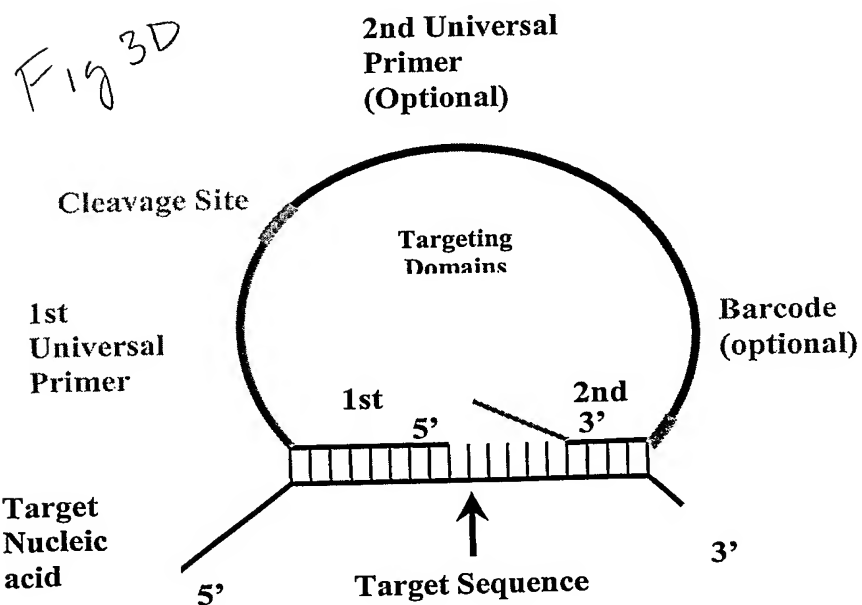 Fig 3D
2nd Universal
Primer
(Optional)
Cleavage Site
Targeting
Domains
1st
Universal
Primer
Barcode
(optional)
1st
2nd
5'
3'
Target
Nucleic
acid
5'
Target Sequence
3'